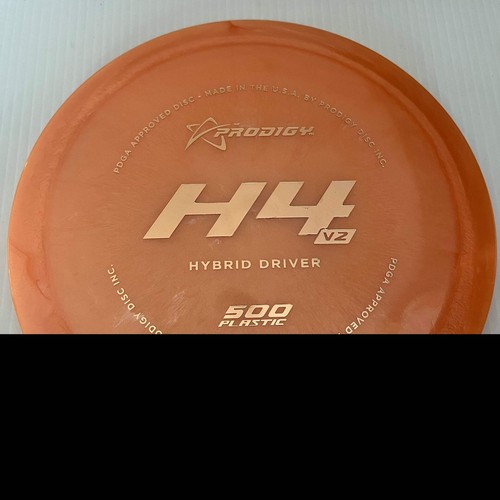 PDGA APPROVED DISC • MADE IN THE U.S.A. BY PRODIGY DISC INC.
PRODIGY
H4
V2
HYBRID DRIVER
500
PLASTIC
DISC INC.
PDGA APPROVED